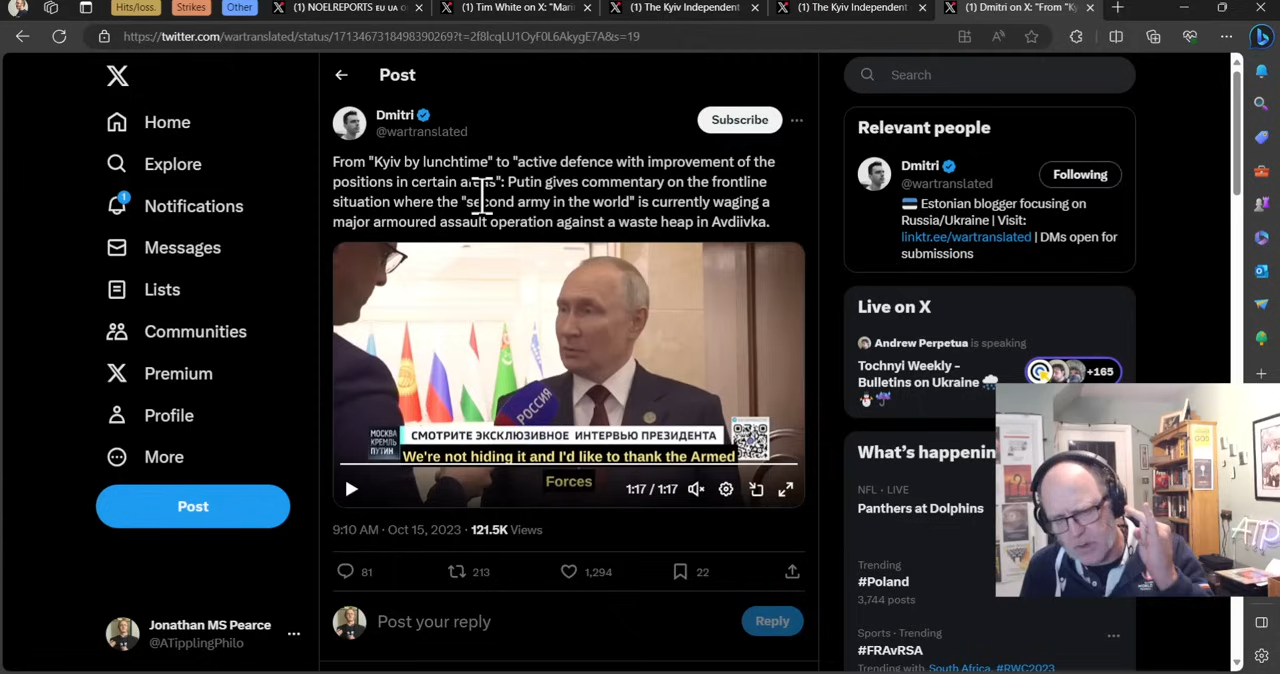 Hits/loss.
Strikes
Other
(1) NOELREPORTS EU UA o
(1) Tim White on X: "Mari
(1) The Kyiv Independent
(1) The Kyiv Independent
(1) Dmitri on X: "From "Ky
https://twitter.com/wartranslated/status/1713467318498390269?t=2f8lcqLU1OyF0L6AkygE7A&s=19
Home
Explore
1
Notifications
Messages
Lists
Communities
Premium
Profile
More
Post
Jonathan MS Pearce
@ATipplingPhilo
Post
Dmitri
@wartranslated
Subscribe
From "Kyiv by lunchtime" to "active defence with improvement of the
positions in certain areas": Putin gives commentary on the frontline
situation where the "second army in the world" is currently waging a
major armoured assault operation against a waste heap in Avdiivka.
РОССИЯ
МОСКВА
КРЕМЛЬ
ПУТИН
СМОТРИТЕ ЭКСКЛЮЗИВНОЕ ИНТЕРВЬЮ ПРЕЗИДЕНТА
We're not hiding it and I'd like to thank the Armed
Forces
1:17 / 1:17
9:10 AM · Oct 15, 2023 · 121.5K Views
81
213
1,294
22
Post your reply
Reply
Search
Relevant people
Dmitri
@wartranslated
Following
Estonian blogger focusing on
Russia/Ukraine | Visit:
linktr.ee/wartranslated | DMs open for
submissions
Live on X
Andrew Perpetua is speaking
Tochnyi Weekly –
Bulletins on Ukraine
+165
What's happenin
NFL · LIVE
Panthers at Dolphins
Trending
#Poland
3,744 posts
Sports · Trending
#FRAvRSA
Trending with South Africa, #RWC2023
GOD
ATP